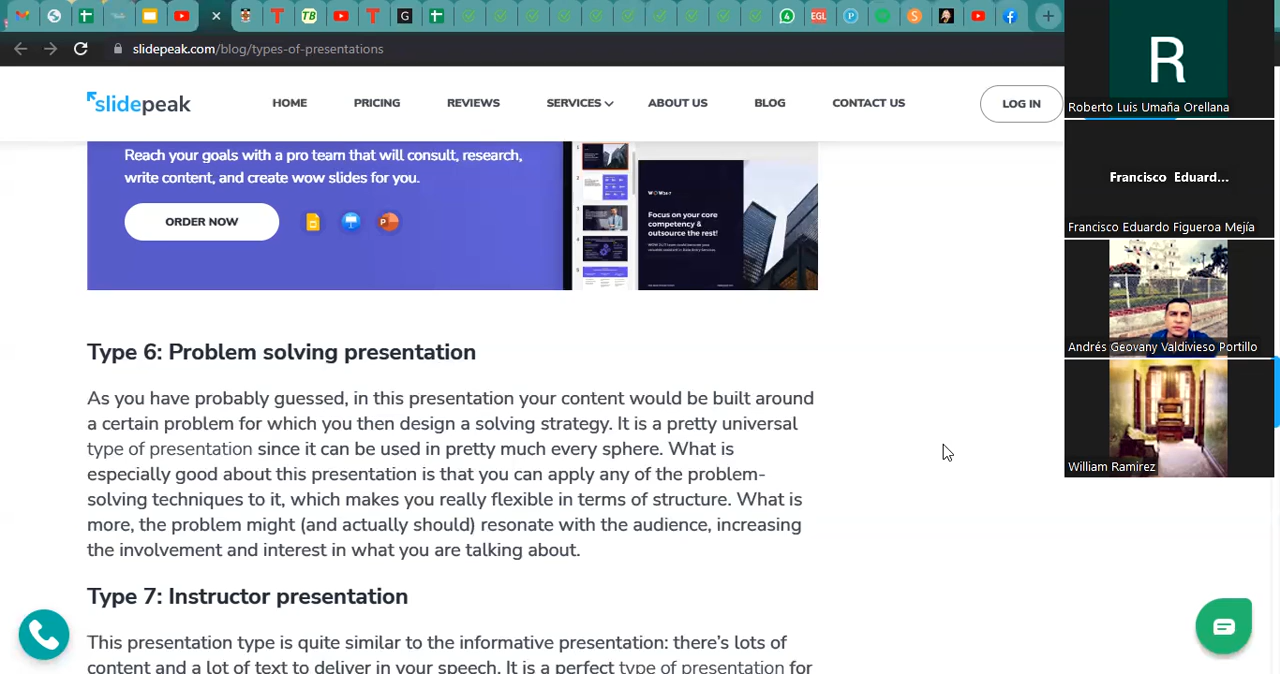 slidepeak.com/blog/types-of-presentations
slidepeak
HOME
PRICING
REVIEWS
SERVICES
ABOUT US
BLOG
CONTACT US
LOG IN
Reach your goals with a pro team that will consult, research,
write content, and create wow slides for you.
ORDER NOW
Focus on your core
competency &
outsource the rest!
Type 6: Problem solving presentation
As you have probably guessed, in this presentation your content would be built around
a certain problem for which you then design a solving strategy. It is a pretty universal
type of presentation since it can be used in pretty much every sphere. What is
especially good about this presentation is that you can apply any of the problem-
solving techniques to it, which makes you really flexible in terms of structure. What is
more, the problem might (and actually should) resonate with the audience, increasing
the involvement and interest in what you are talking about.
Type 7: Instructor presentation
This presentation type is quite similar to the informative presentation: there's lots of
content and a lot of text to deliver in your speech. It is a perfect type of presentation for
R
Roberto Luis Umaña Orellana
Francisco Eduard...
Francisco Eduardo Figueroa Mejía
Andrés Geovany Valdivieso Portillo
William Ramirez